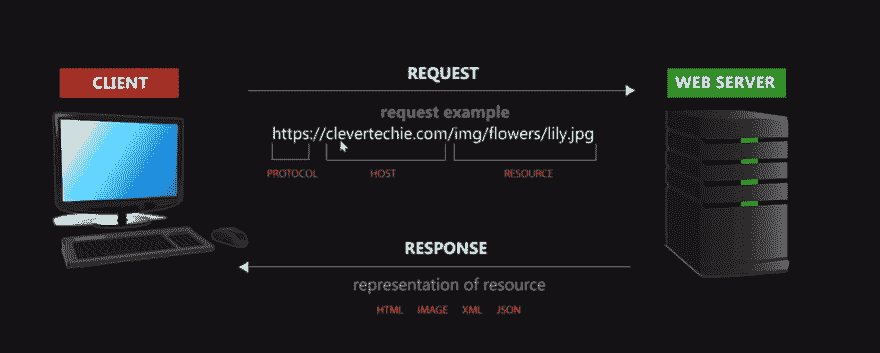 CLIENT
REQUEST
WEB SERVER
request example
https://clevertechie.com/img/flowers/lily.jpg
PROTOCOL HOST RESOURCE
RESPONSE
representation of resource
HTML IMAGE XML JSON